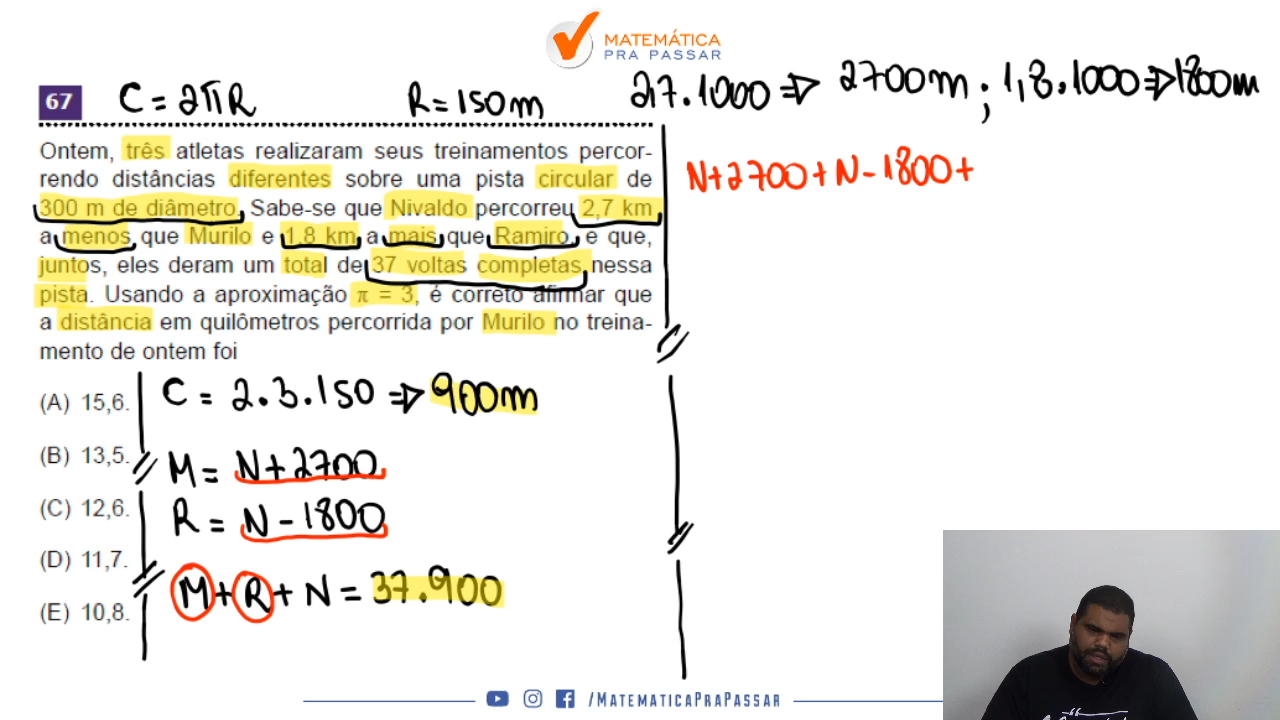 MATEMÁTICA
PRA PASSAR
67
C = 2πR
R = 150m
2,7.1000 ⇒ 2700m ; 1,8.1000 ⇒ 1800m
Ontem, três atletas realizaram seus treinamentos percor-
rendo distâncias diferentes sobre uma pista circular de
300 m de diâmetro. Sabe-se que Nivaldo percorreu 2,7 km
a menos que Murilo e 1,8 km a mais que Ramiro, e que,
juntos, eles deram um total de 37 voltas completas nessa
pista. Usando a aproximação π = 3, é correto afirmar que
a distância em quilômetros percorrida por Murilo no treina-
mento de ontem foi
(A) 15,6.
(B) 13,5.
(C) 12,6.
(D) 11,7.
(E) 10,8.
C = 2.3.150 ⇒ 900m
M = N+2700
R = N-1800
M+R+N = 37.900
N+2700+N-1800+
/MATEMATICAPRAPASSAR